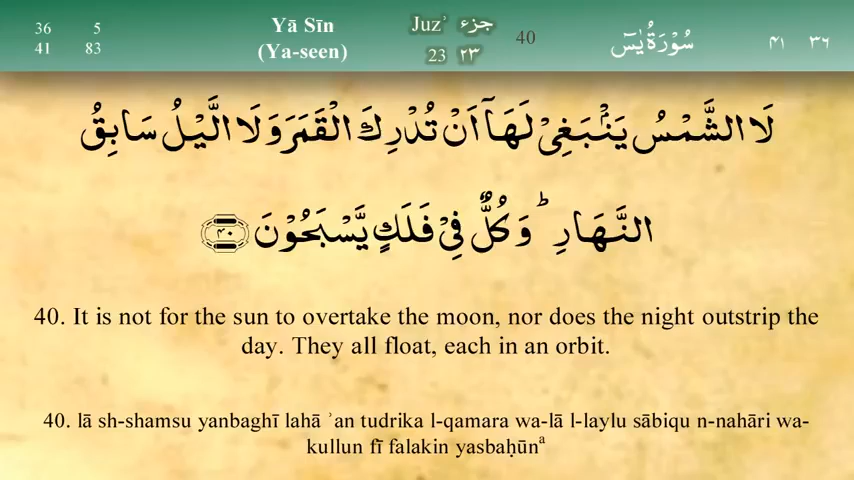 36 5 Yā Sīn Juzʾ جزء
41 83 (Ya-seen) 23 ٢٣ 40 سُوْرَةُ يٰسٓ ٤١ ٣٦
لَا الشَّمْسُ يَنْۢبَغِیْ لَهَاۤ اَنْ تُدْرِكَ الْقَمَرَ وَلَا الَّيْلُ سَابِقُ
النَّهَارِ ؕ وَكُلٌّ فِیْ فَلَكٍ يَّسْبَحُوْنَ ٤٠
40. It is not for the sun to overtake the moon, nor does the night outstrip the
day. They all float, each in an orbit.
40. lā sh-shamsu yanbaghī lahā ʾan tudrika l-qamara wa-lā l-laylu sābiqu n-nahāri wa-
kullun fī falakin yasbaḥūnᵃ